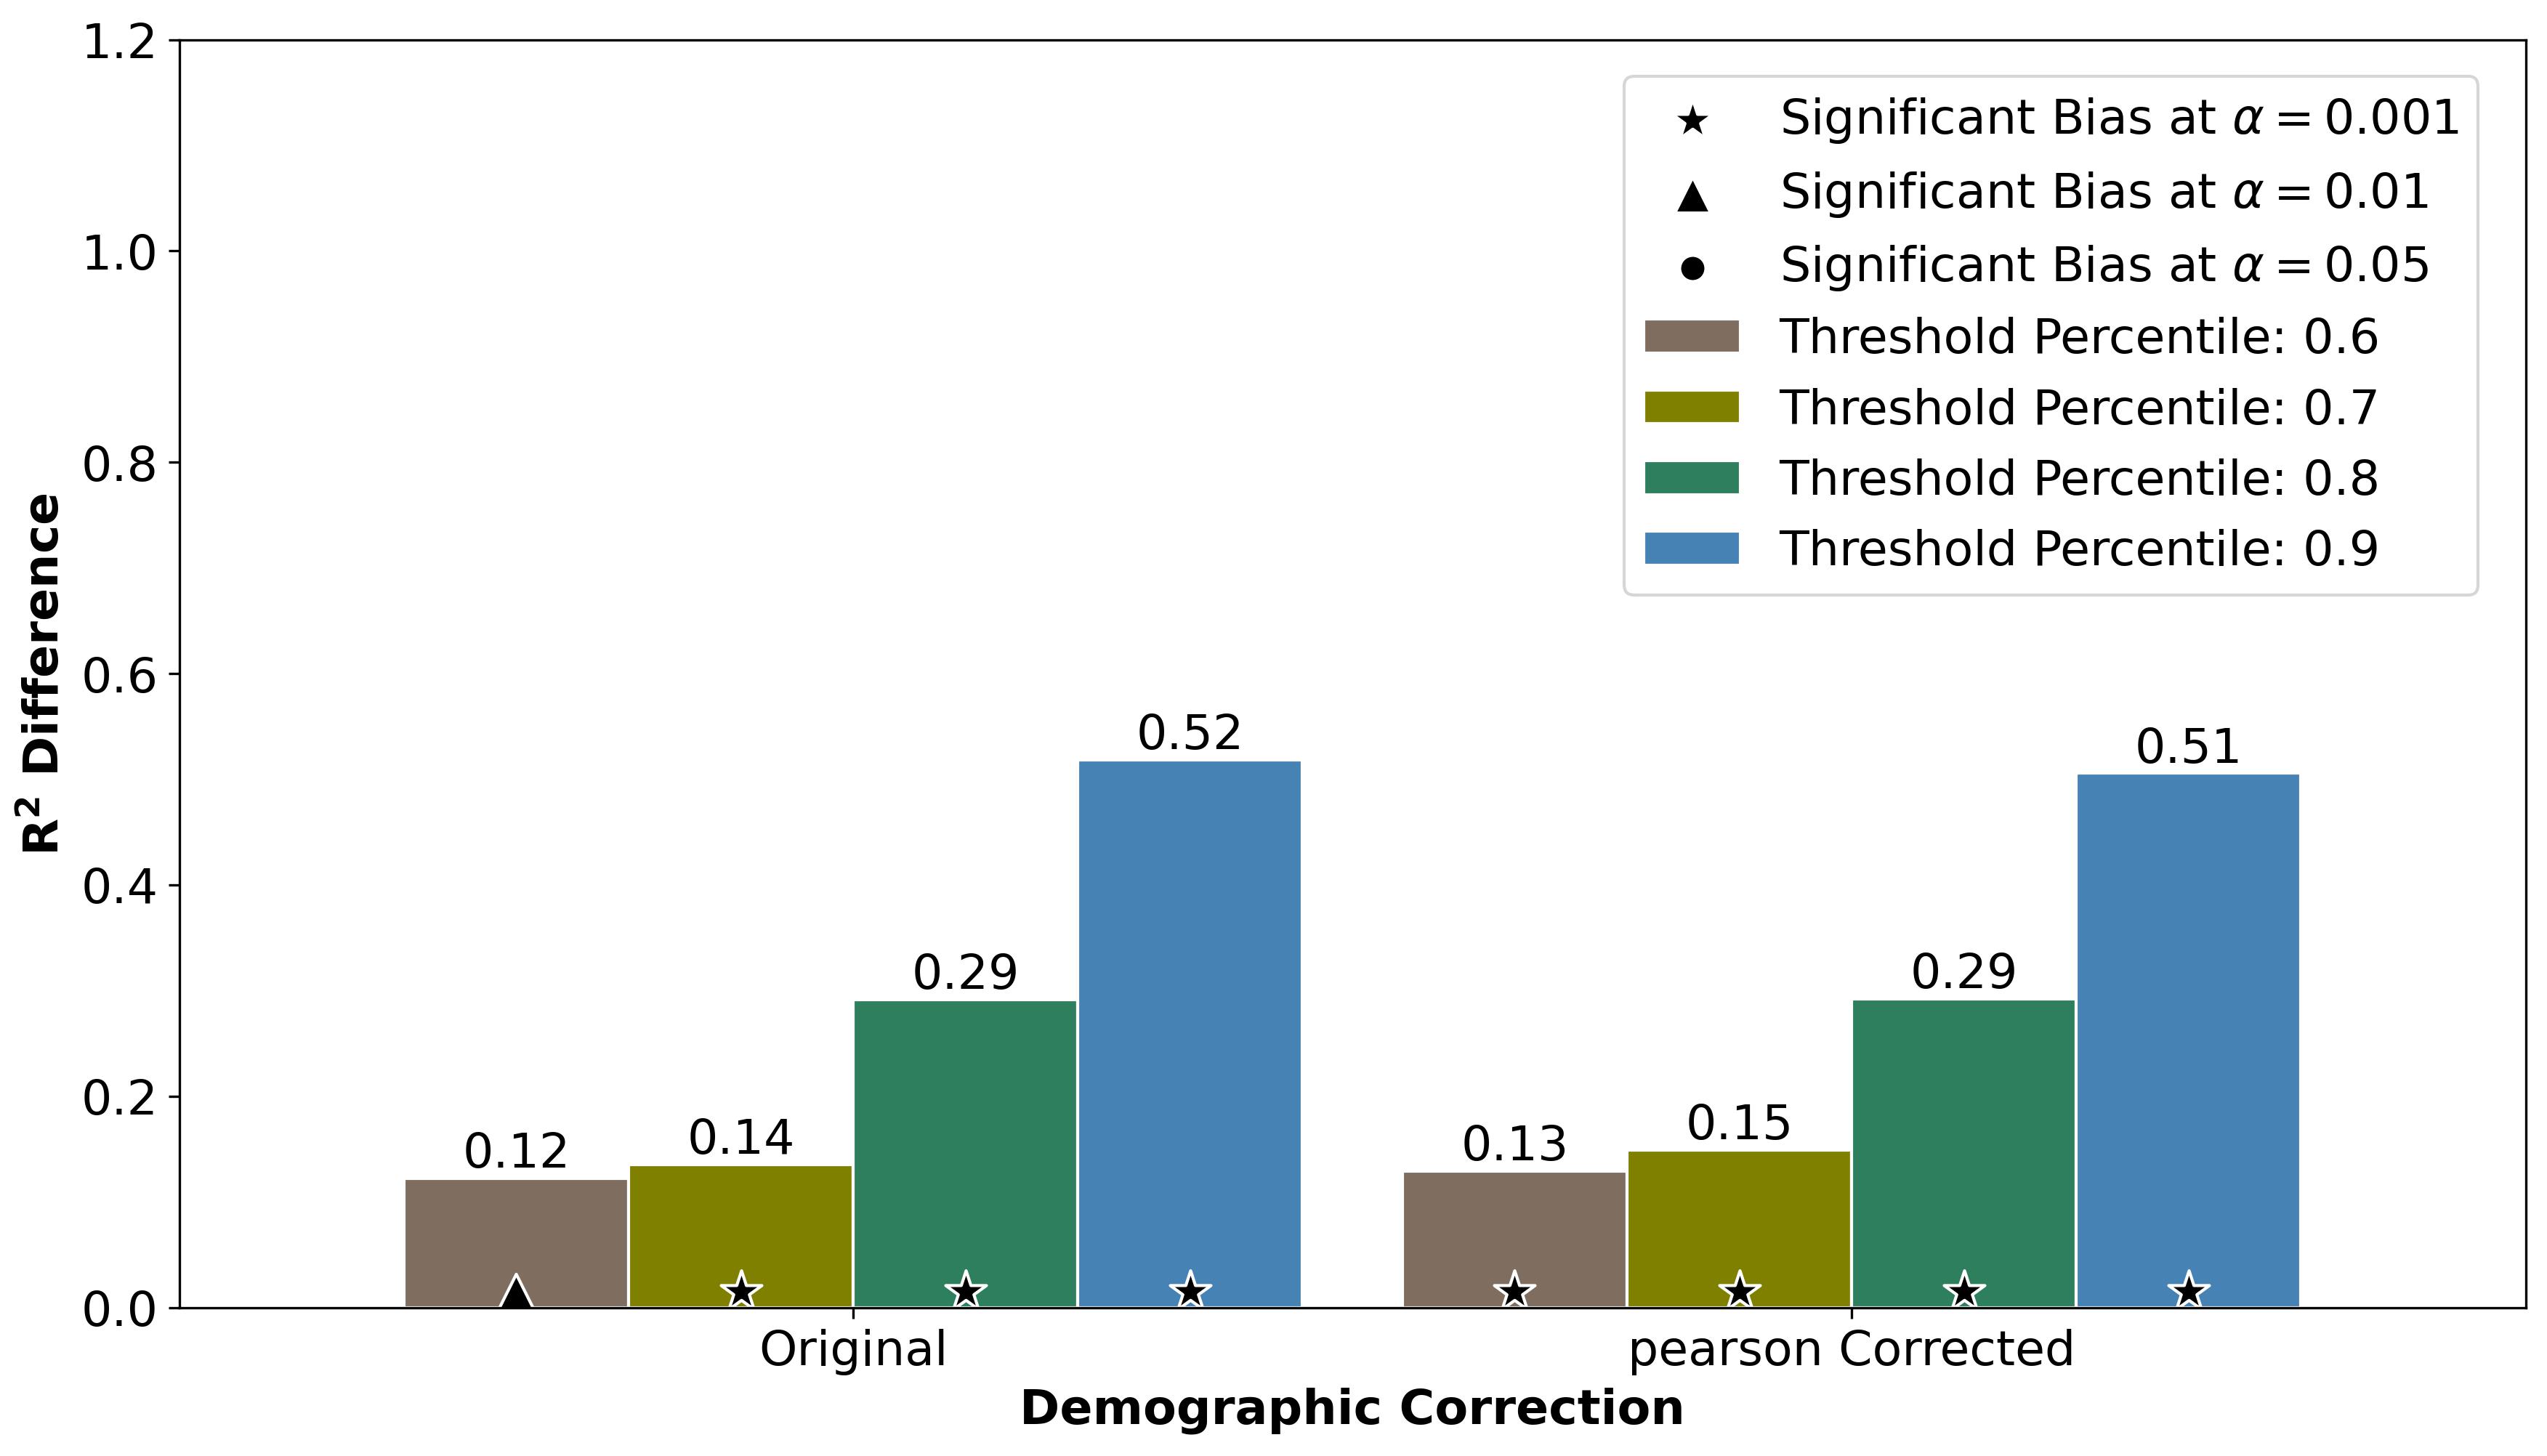 1.2
1.0
0.8
0.6
0.4
0.2
0.0
R² Difference
★ Significant Bias at α = 0.001
▲ Significant Bias at α = 0.01
● Significant Bias at α = 0.05
Threshold Percentile: 0.6
Threshold Percentile: 0.7
Threshold Percentile: 0.8
Threshold Percentile: 0.9
0.12
0.14
0.29
0.52
0.13
0.15
0.29
0.51
Original
pearson Corrected
Demographic Correction